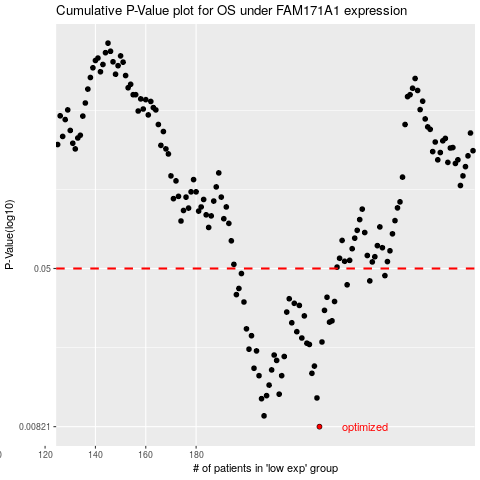 Cumulative P-Value plot for OS under FAM171A1 expression
P-Value(log10)
0.05
0.00821
optimized
0 120 140 160 180
# of patients in 'low exp' group